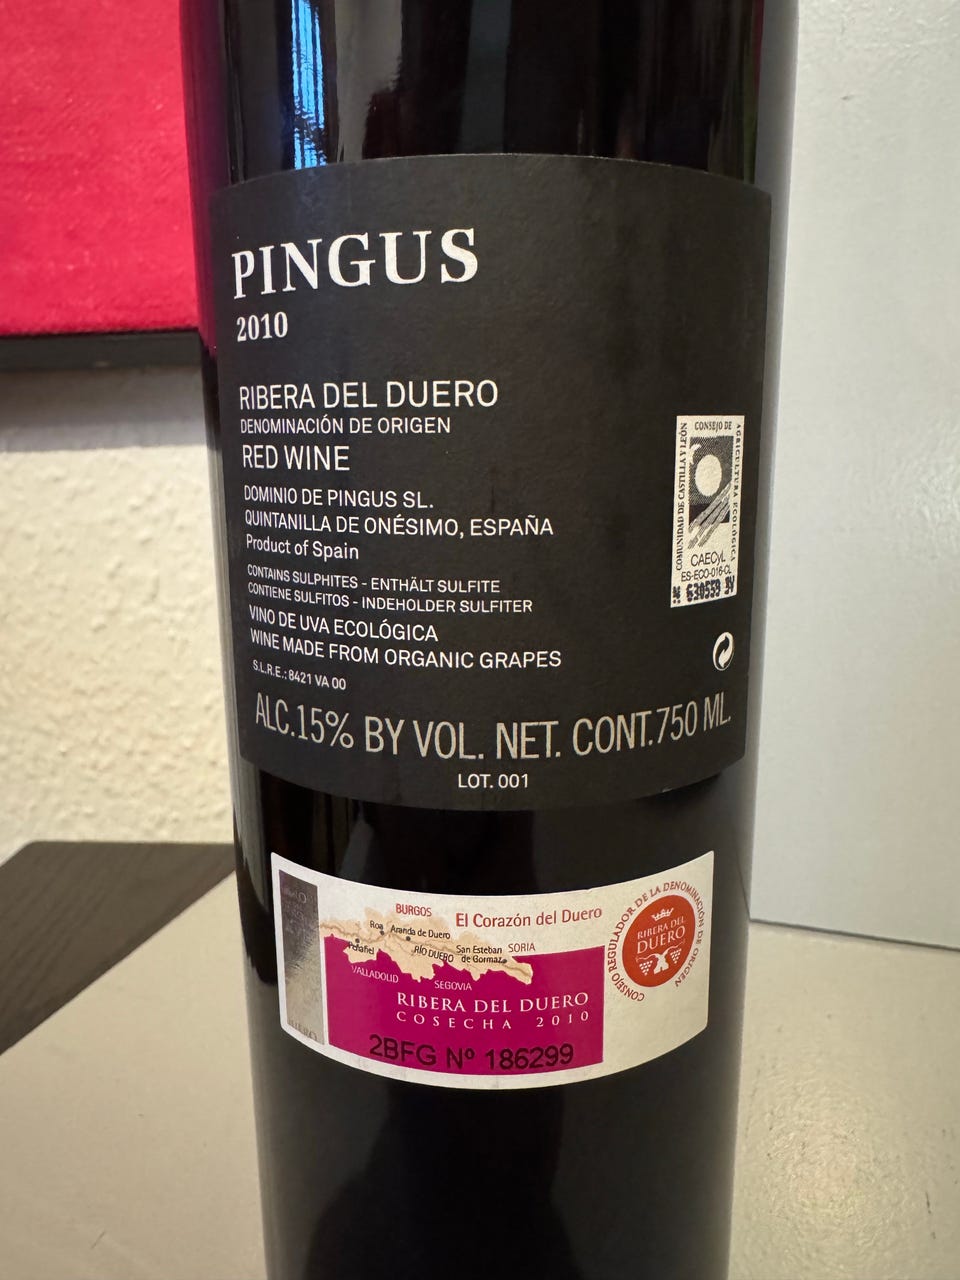 PINGUS
2010
RIBERA DEL DUERO
DENOMINACIÓN DE ORIGEN
RED WINE
DOMINIO DE PINGUS SL.
QUINTANILLA DE ONÉSIMO, ESPAÑA
Product of Spain
CONTAINS SULPHITES - ENTHÄLT SULFITE
CONTIENE SULFITOS - INDEHOLDER SULFITER
VINO DE UVA ECOLÓGICA
WINE MADE FROM ORGANIC GRAPES
S.L.R.E.: 8421 VA 00
ALC.15% BY VOL. NET. CONT.750 ML.
LOT. 001
COMUNIDAD DE CASTILLA Y LEÓN
CONSEJO DE
AGRICULTURA ECOLÓGICA
CAECyL
ES-ECO-016-CL
BURGOS
El Corazón del Duero
Roa
Aranda de Duero
Peñafiel
RÍO DUERO
San Esteban
de Gormaz
SORIA
VALLADOLID
SEGOVIA
RIBERA DEL DUERO
COSECHA 2010
2BFG Nº 186299
CONSEJO REGULADOR DE LA DENOMINACIÓN DE ORIGEN
RIBERA DEL
DUERO